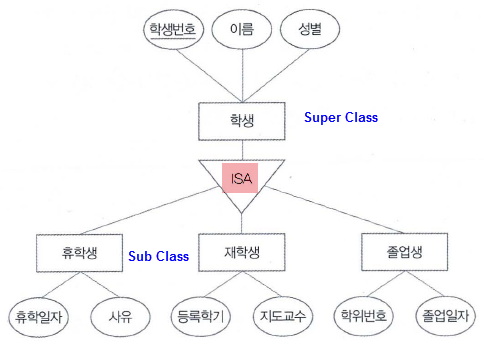 학생번호 이름 성별
학생 Super Class
ISA
휴학생 Sub Class 재학생 졸업생
휴학일자 사유 등록학기 지도교수 학위번호 졸업일자